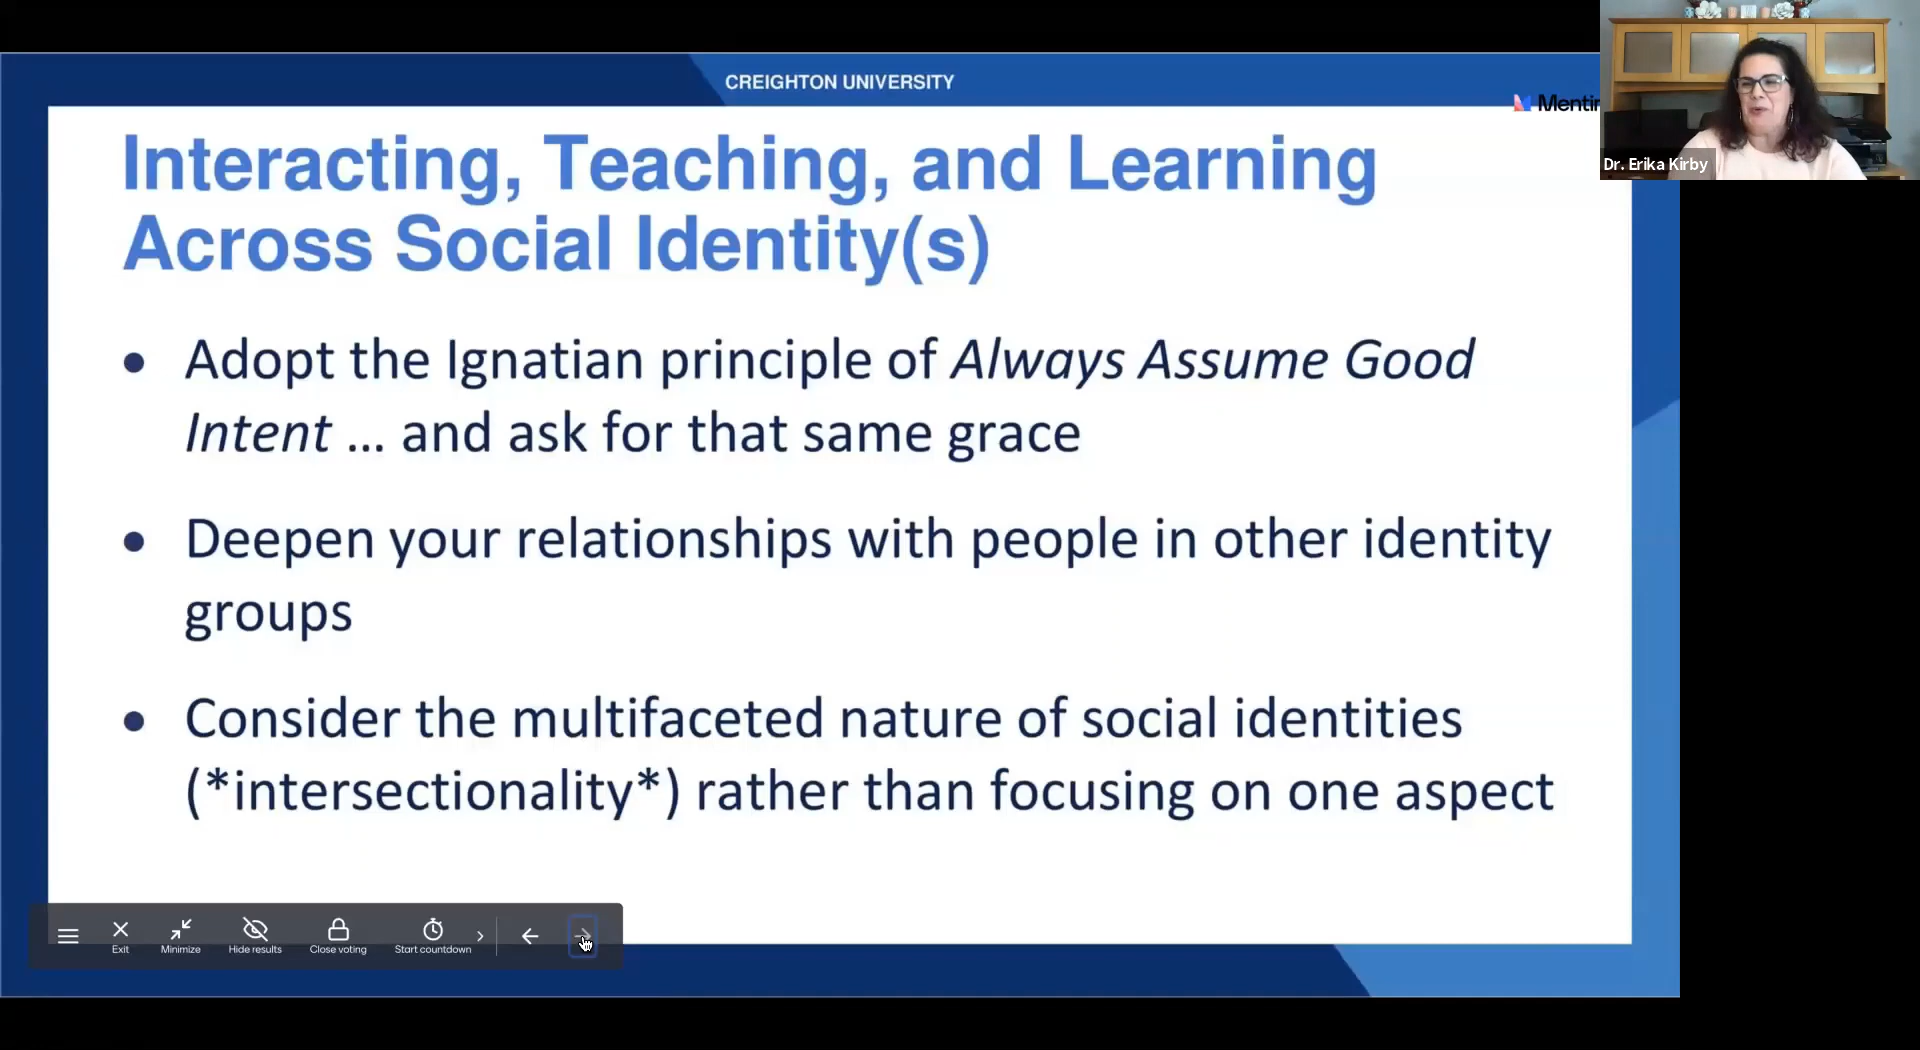 CREIGHTON UNIVERSITY
Interacting, Teaching, and Learning
Across Social Identity(s)
• Adopt the Ignatian principle of Always Assume Good
Intent ... and ask for that same grace
• Deepen your relationships with people in other identity
groups
• Consider the multifaceted nature of social identities
(*intersectionality*) rather than focusing on one aspect
Dr. Erika Kirby
Exit
Minimize
Hide results
Close voting
Start countdown